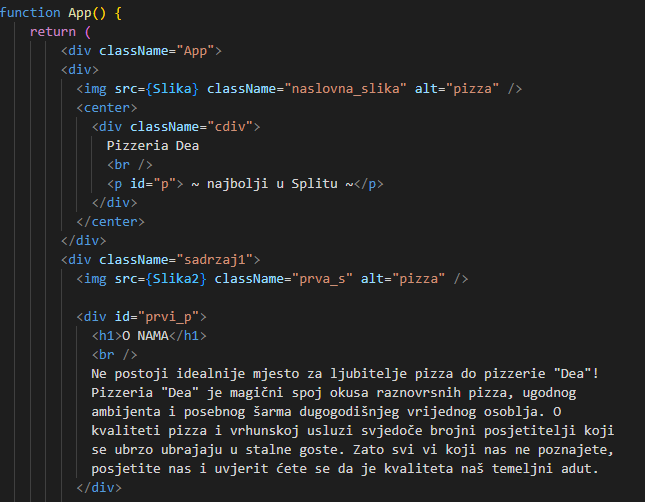 function App() {
return (
<div className="App">
<div>
<img src={Slika} className="naslovna_slika" alt="pizza" />
<center>
<div className="cdiv">
Pizzeria Dea
<br />
<p id="p"> ~ najbolji u Splitu ~</p>
</div>
</center>
</div>
<div className="sadrzaj1">
<img src={Slika2} className="prva_s" alt="pizza" />
<div id="prvi_p">
<h1>O NAMA</h1>
<br />
Ne postoji idealnije mjesto za ljubitelje pizza do pizzerie "Dea"!
Pizzeria "Dea" je magični spoj okusa raznovrsnih pizza, ugodnog
ambijenta i posebnog šarma dugogodišnjeg vrijednog osoblja. O
kvaliteti pizza i vrhunskoj usluzi svjedoče brojni posjetitelji koji
se ubrzo ubrajaju u stalne goste. Zato svi vi koji nas ne poznajete,
posjetite nas i uvjerit ćete se da je kvaliteta naš temeljni adut.
</div>